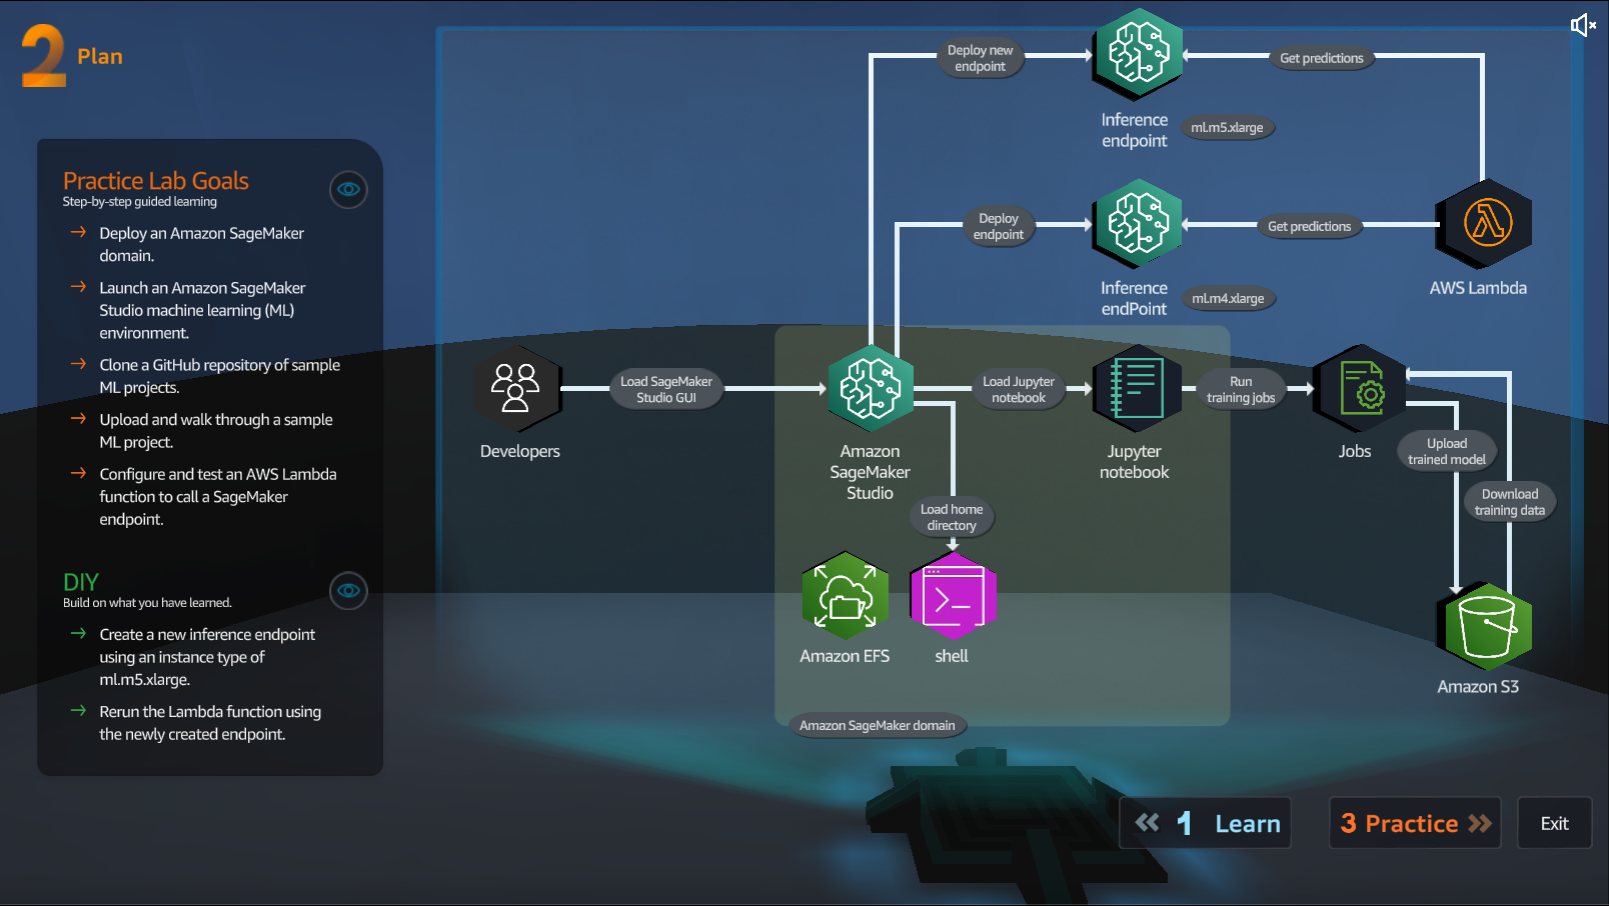 2 Plan
Practice Lab Goals
Step-by-step guided learning
Deploy an Amazon SageMaker
domain.
Launch an Amazon SageMaker
Studio machine learning (ML)
environment.
Clone a GitHub repository of sample
ML projects.
Upload and walk through a sample
ML project.
Configure and test an AWS Lambda
function to call a SageMaker
endpoint.
DIY
Build on what you have learned.
Create a new inference endpoint
using an instance type of
ml.m5.xlarge.
Rerun the Lambda function using
the newly created endpoint.
Deploy new
endpoint
Get predictions
Inference
endpoint
ml.m5.xlarge
Deploy
endpoint
Get predictions
Inference
endPoint
ml.m4.xlarge
AWS Lambda
Developers
Load SageMaker
Studio GUI
Amazon
SageMaker
Studio
Load Jupyter
notebook
Jupyter
notebook
Run
training jobs
Jobs
Upload
trained model
Download
training data
Load home
directory
Amazon EFS
shell
Amazon S3
Amazon SageMaker domain
1 Learn
3 Practice
Exit